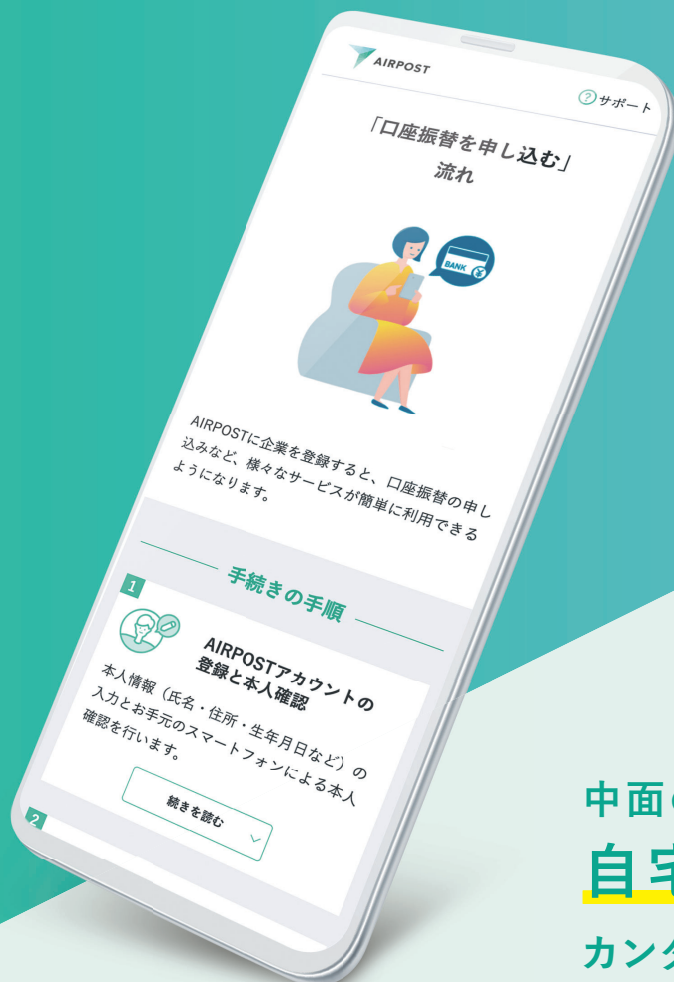 AIRPOST
サポート
「口座振替を申し込む」
流れ
BANK ¥
AIRPOSTに企業を登録すると、口座振替の申し
込みなど、様々なサービスが簡単に利用できる
ようになります。
手続きの手順
1
AIRPOSTアカウントの
登録と本人確認
本人情報（氏名・住所・生年月日など）の
入力とお手元のスマートフォンによる本人
確認を行います。
続きを読む
2
中面
自宅
カン